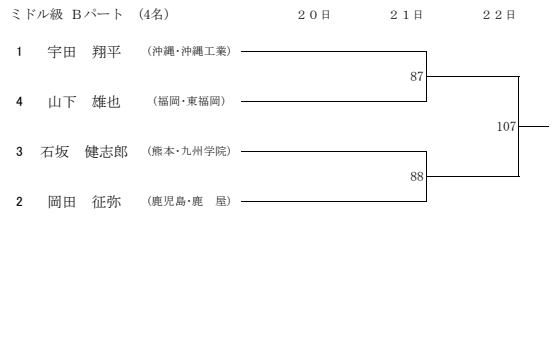 ミドル級 Bパート (4名) 20日 21日 22日
1 宇田 翔平 (沖縄・沖縄工業)
87
4 山下 雄也 (福岡・東福岡)
107
3 石坂 健志郎 (熊本・九州学院)
88
2 岡田 征弥 (鹿児島・鹿 屋)